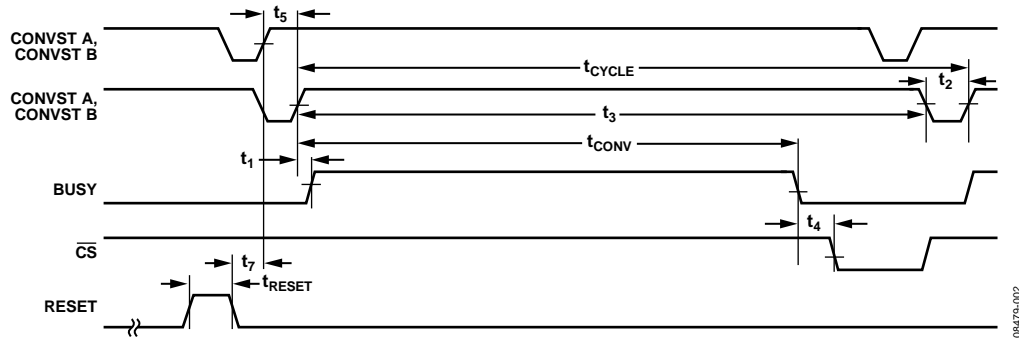 t5
CONVST A,
CONVST B
tCYCLE
t2
CONVST A,
CONVST B
t3
tCONV
t1
BUSY
t4
CS
t7
tRESET
RESET
08479-002